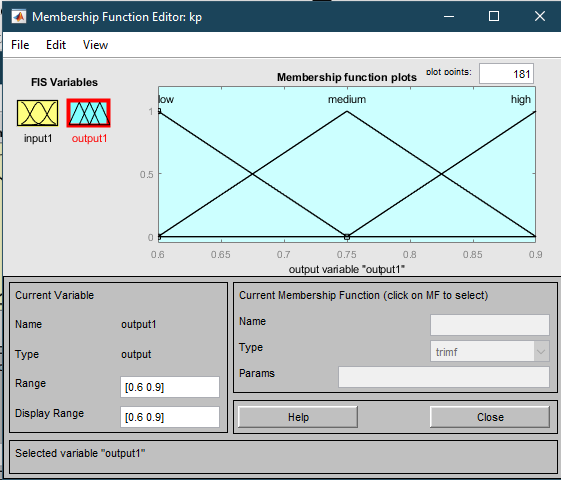 Membership Function Editor: kp
File Edit View
FIS Variables
input1 output1
Membership function plots plot points: 181
low medium high
1
0.5
0
0.6 0.65 0.7 0.75 0.8 0.85 0.9
output variable "output1"
Current Variable
Name output1
Type output
Range [0.6 0.9]
Display Range [0.6 0.9]
Current Membership Function (click on MF to select)
Name
Type trimf
Params
Help Close
Selected variable "output1"